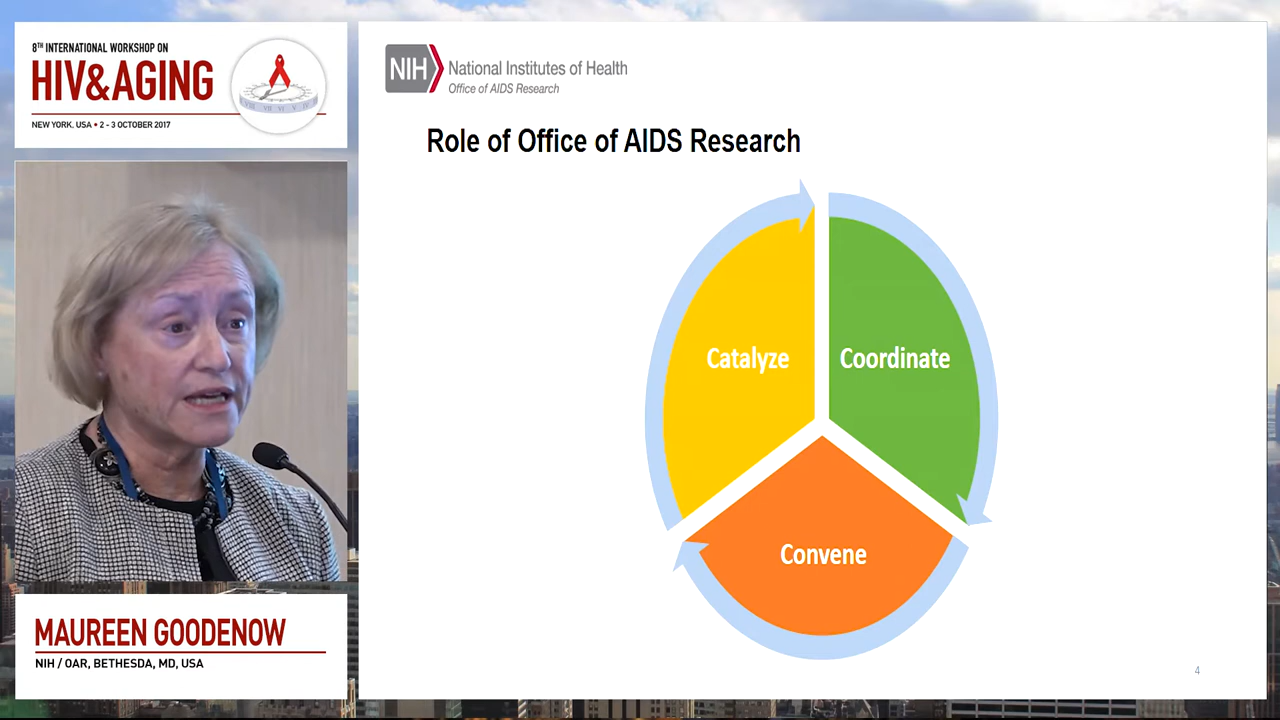 8TH INTERNATIONAL WORKSHOP ON
HIV&AGING
NEW YORK, USA • 2 - 3 OCTOBER 2017
NIH
National Institutes of Health
Office of AIDS Research
Role of Office of AIDS Research
Catalyze
Coordinate
Convene
MAUREEN GOODENOW
NIH / OAR, BETHESDA, MD, USA
4